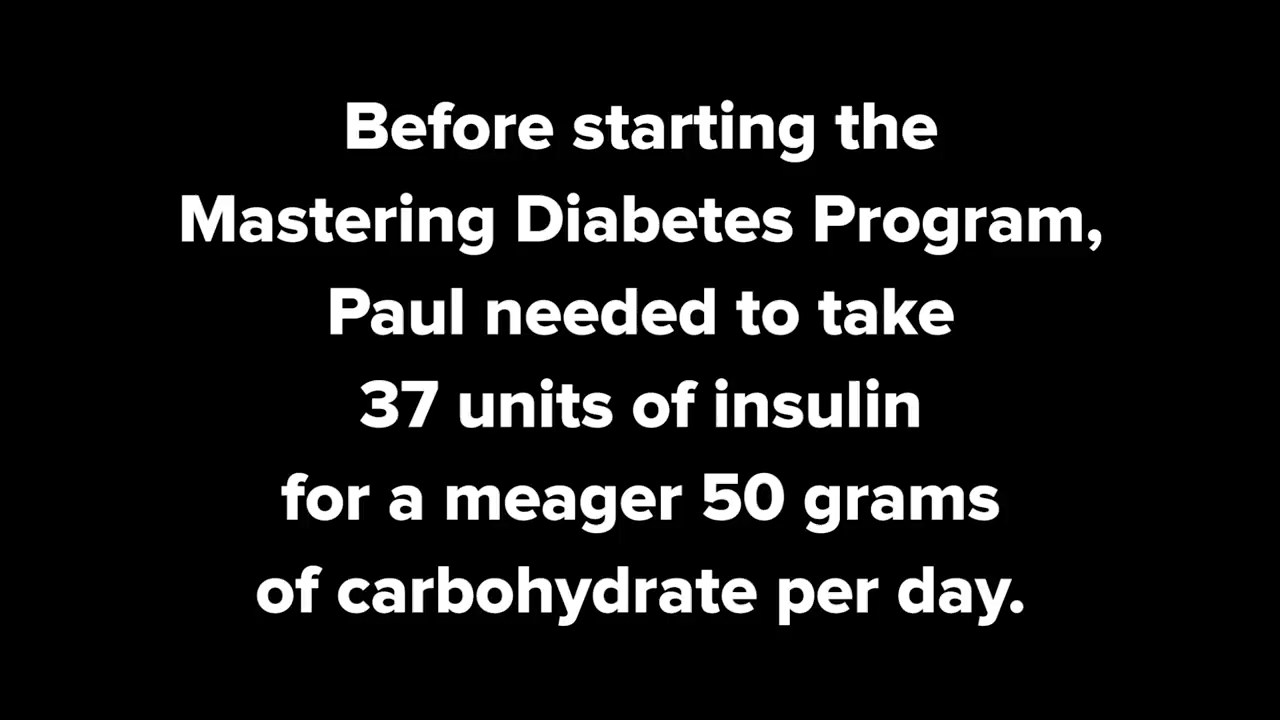 Before starting the
Mastering Diabetes Program,
Paul needed to take
37 units of insulin
for a meager 50 grams
of carbohydrate per day.